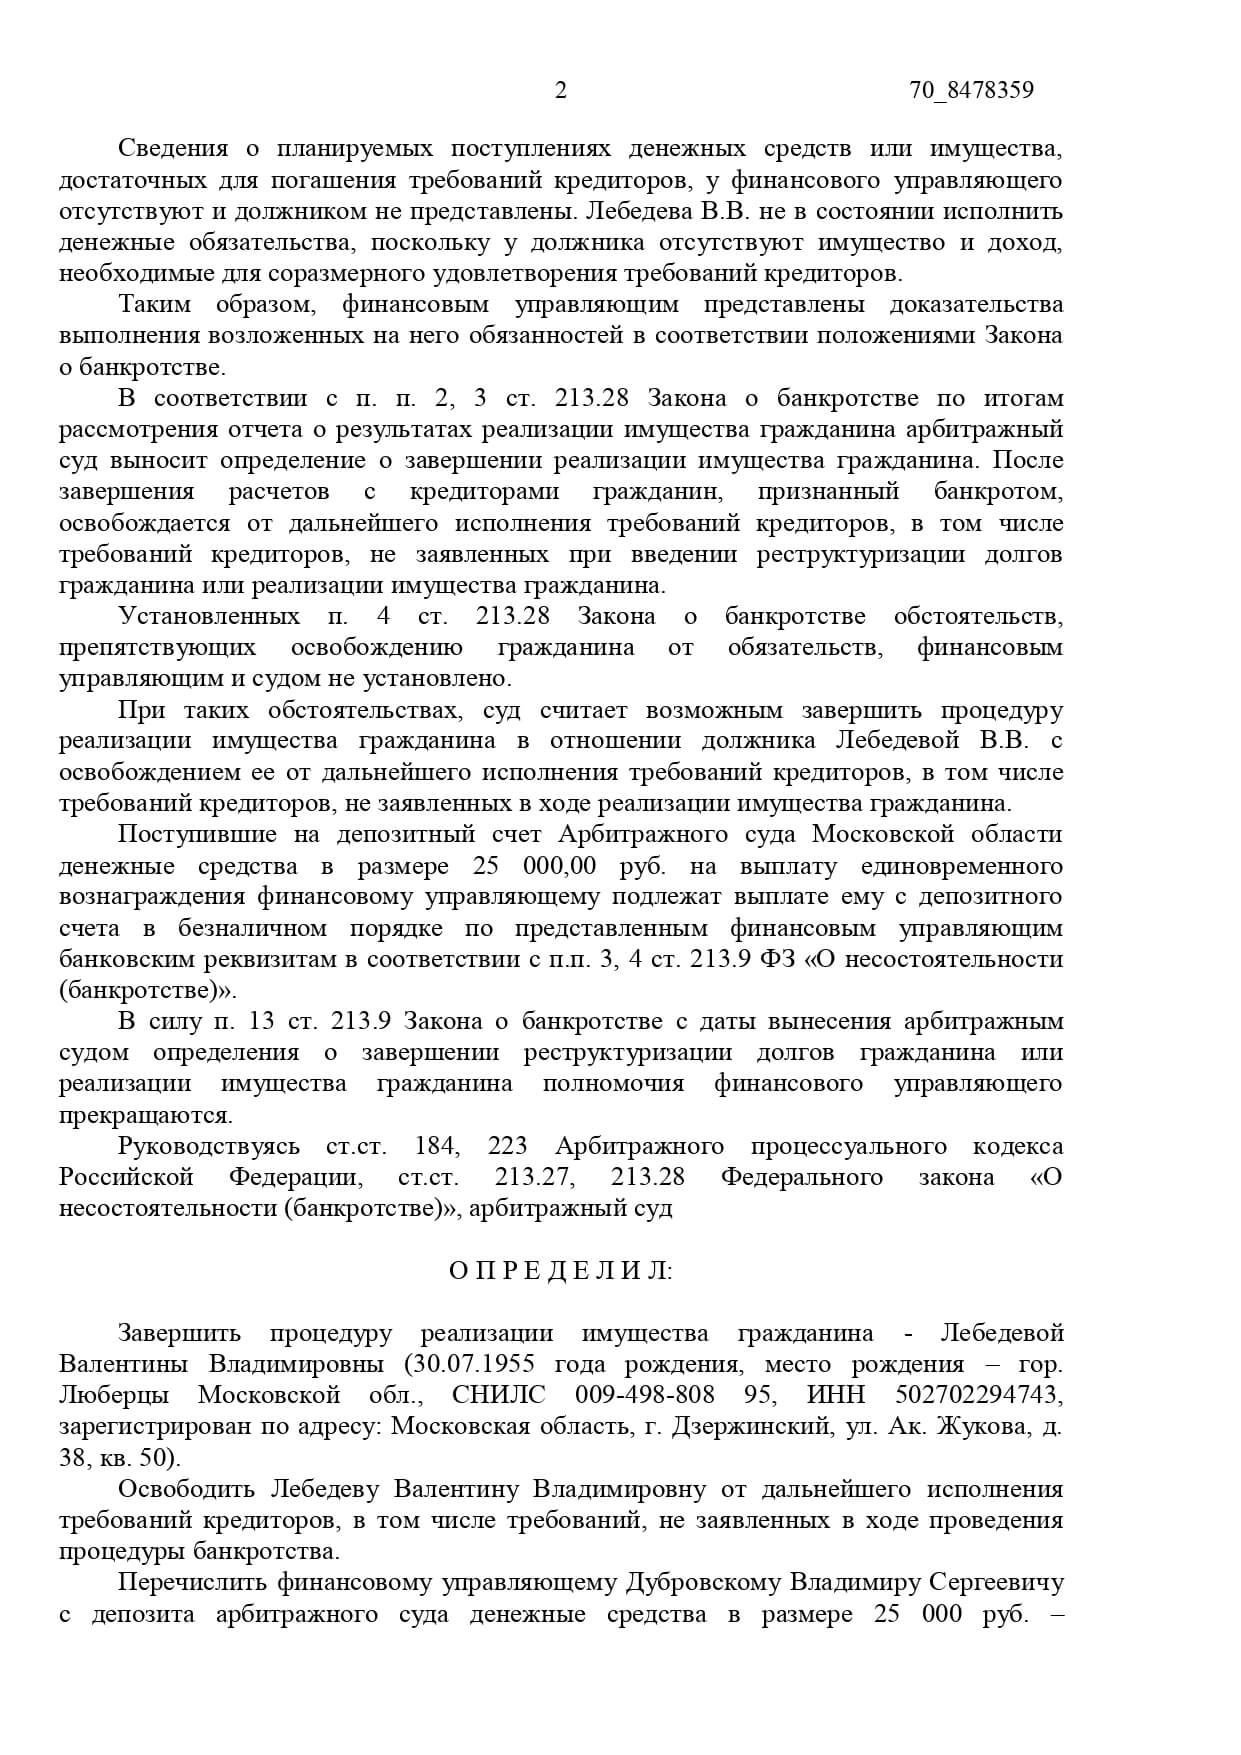 2
70_8478359
Сведения о планируемых поступлениях денежных средств или имущества,
достаточных для погашения требований кредиторов, у финансового управляющего
отсутствуют и должником не представлены. Лебедева В.В. не в состоянии исполнить
денежные обязательства, поскольку у должника отсутствуют имущество и доход,
необходимые для соразмерного удовлетворения требований кредиторов.
Таким образом, финансовым управляющим представлены доказательства
выполнения возложенных на него обязанностей в соответствии положениями Закона
о банкротстве.
В соответствии с п. п. 2, 3 ст. 213.28 Закона о банкротстве по итогам
рассмотрения отчета о результатах реализации имущества гражданина арбитражный
суд выносит определение о завершении реализации имущества гражданина. После
завершения расчетов с кредиторами гражданин, признанный банкротом,
освобождается от дальнейшего исполнения требований кредиторов, в том числе
требований кредиторов, не заявленных при введении реструктуризации долгов
гражданина или реализации имущества гражданина.
Установленных п. 4 ст. 213.28 Закона о банкротстве обстоятельств,
препятствующих освобождению гражданина от обязательств, финансовым
управляющим и судом не установлено.
При таких обстоятельствах, суд считает возможным завершить процедуру
реализации имущества гражданина в отношении должника Лебедевой В.В. с
освобождением ее от дальнейшего исполнения требований кредиторов, в том числе
требований кредиторов, не заявленных в ходе реализации имущества гражданина.
Поступившие на депозитный счет Арбитражного суда Московской области
денежные средства в размере 25 000,00 руб. на выплату единовременного
вознаграждения финансовому управляющему подлежат выплате ему с депозитного
счета в безналичном порядке по представленным финансовым управляющим
банковским реквизитам в соответствии с п.п. 3, 4 ст. 213.9 ФЗ «О несостоятельности
(банкротстве)».
В силу п. 13 ст. 213.9 Закона о банкротстве с даты вынесения арбитражным
судом определения о завершении реструктуризации долгов гражданина или
реализации имущества гражданина полномочия финансового управляющего
прекращаются.
Руководствуясь ст.ст. 184, 223 Арбитражного процессуального кодекса
Российской Федерации, ст.ст. 213.27, 213.28 Федерального закона «О
несостоятельности (банкротстве)», арбитражный суд
О П Р Е Д Е Л И Л:
Завершить процедуру реализации имущества гражданина - Лебедевой
Валентины Владимировны (30.07.1955 года рождения, место рождения – гор.
Люберцы Московской обл., СНИЛС 009-498-808 95, ИНН 502702294743,
зарегистрирован по адресу: Московская область, г. Дзержинский, ул. Ак. Жукова, д.
38, кв. 50).
Освободить Лебедеву Валентину Владимировну от дальнейшего исполнения
требований кредиторов, в том числе требований, не заявленных в ходе проведения
процедуры банкротства.
Перечислить финансовому управляющему Дубровскому Владимиру Сергеевичу
с депозита арбитражного суда денежные средства в размере 25 000 руб. –